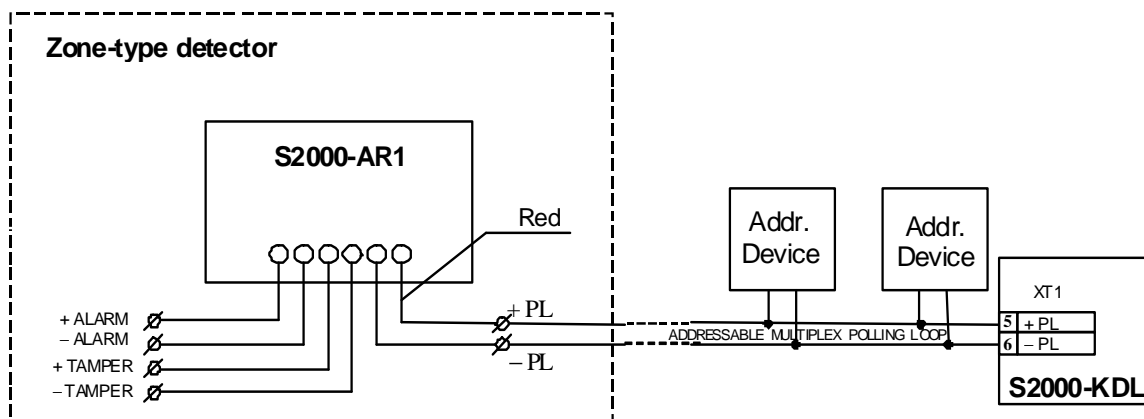 Zone-type detector
S2000-AR1
Red
+ ALARM
– ALARM
+ TAMPER
– TAMPER
+ PL
– PL
ADDRESSABLE MULTIPLEX POLLING LOOP
Addr.
Device
Addr.
Device
XT1
5 + PL
6 – PL
S2000-KDL